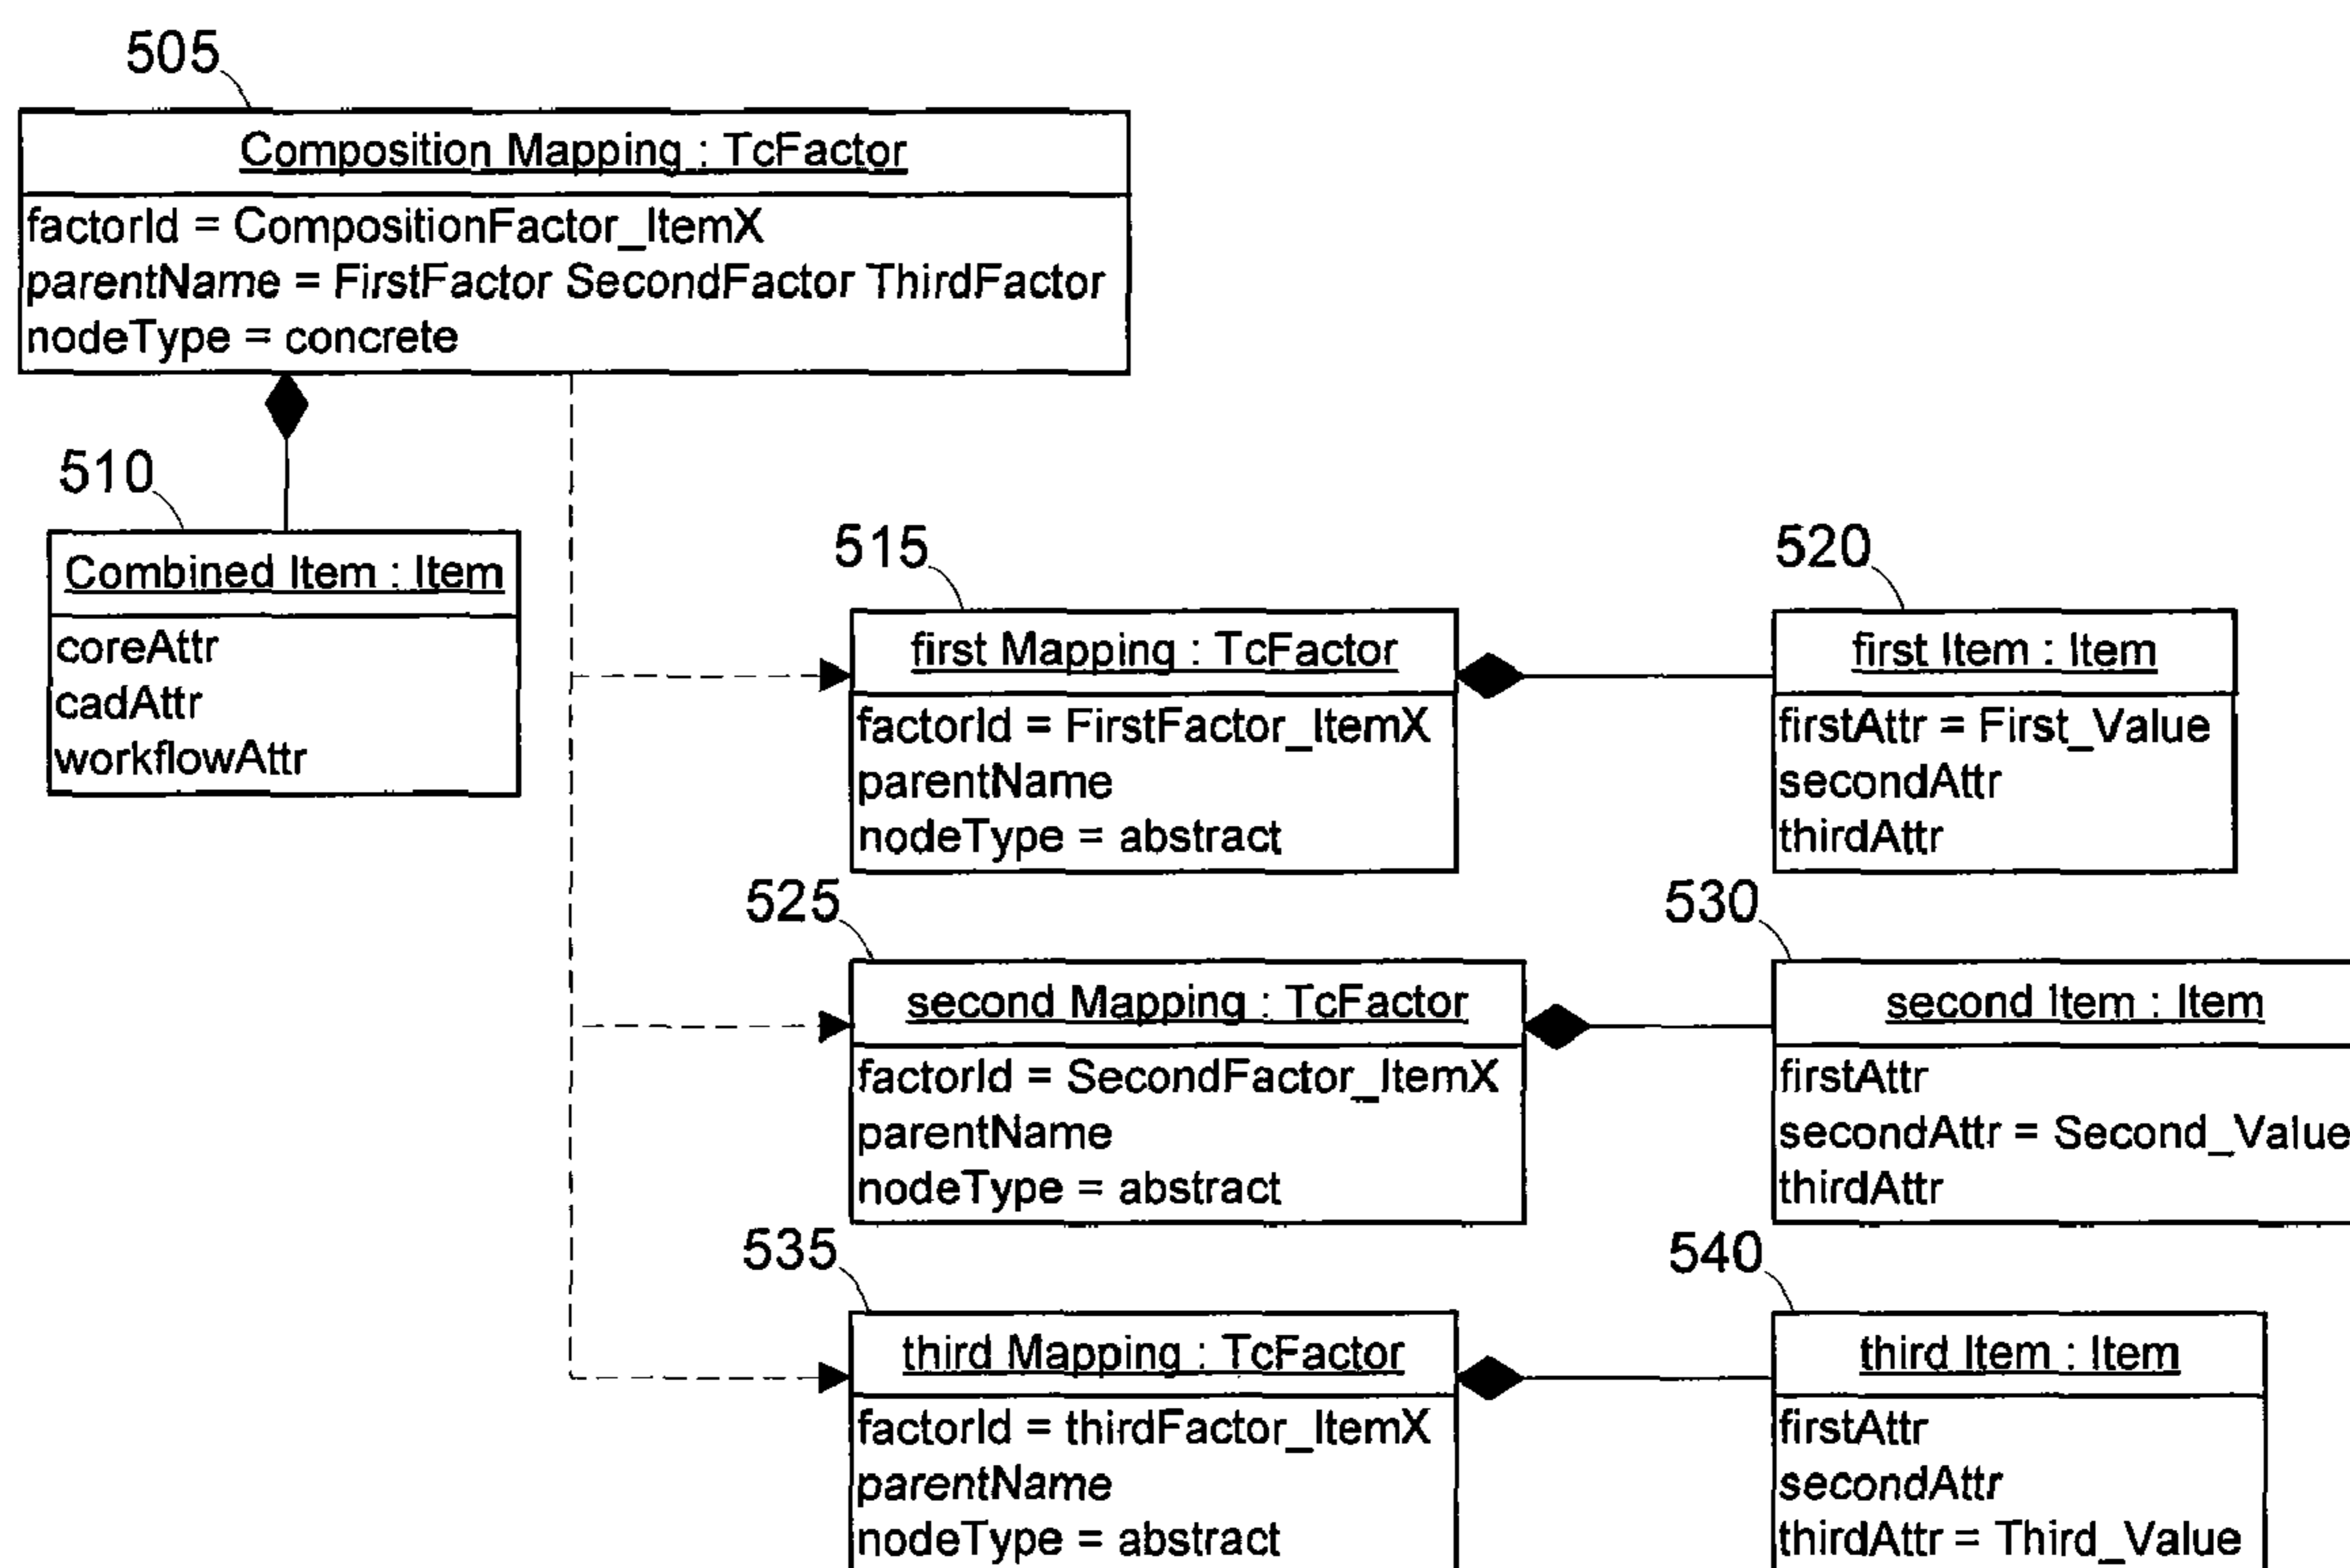 505
Composition Mapping : TcFactor
factorId = CompositionFactor_ItemX
parentName = FirstFactor SecondFactor ThirdFactor
nodeType = concrete
510
Combined Item : Item
coreAttr
cadAttr
workflowAttr
515
first Mapping : TcFactor
factorId = FirstFactor_ItemX
parentName
nodeType = abstract
520
first Item : Item
firstAttr = First_Value
secondAttr
thirdAttr
525
second Mapping : TcFactor
factorId = SecondFactor_ItemX
parentName
nodeType = abstract
530
second Item : Item
firstAttr
secondAttr = Second_Value
thirdAttr
535
third Mapping : TcFactor
factorId = thirdFactor_ItemX
parentName
nodeType = abstract
540
third Item : Item
firstAttr
secondAttr
thirdAttr = Third_Value